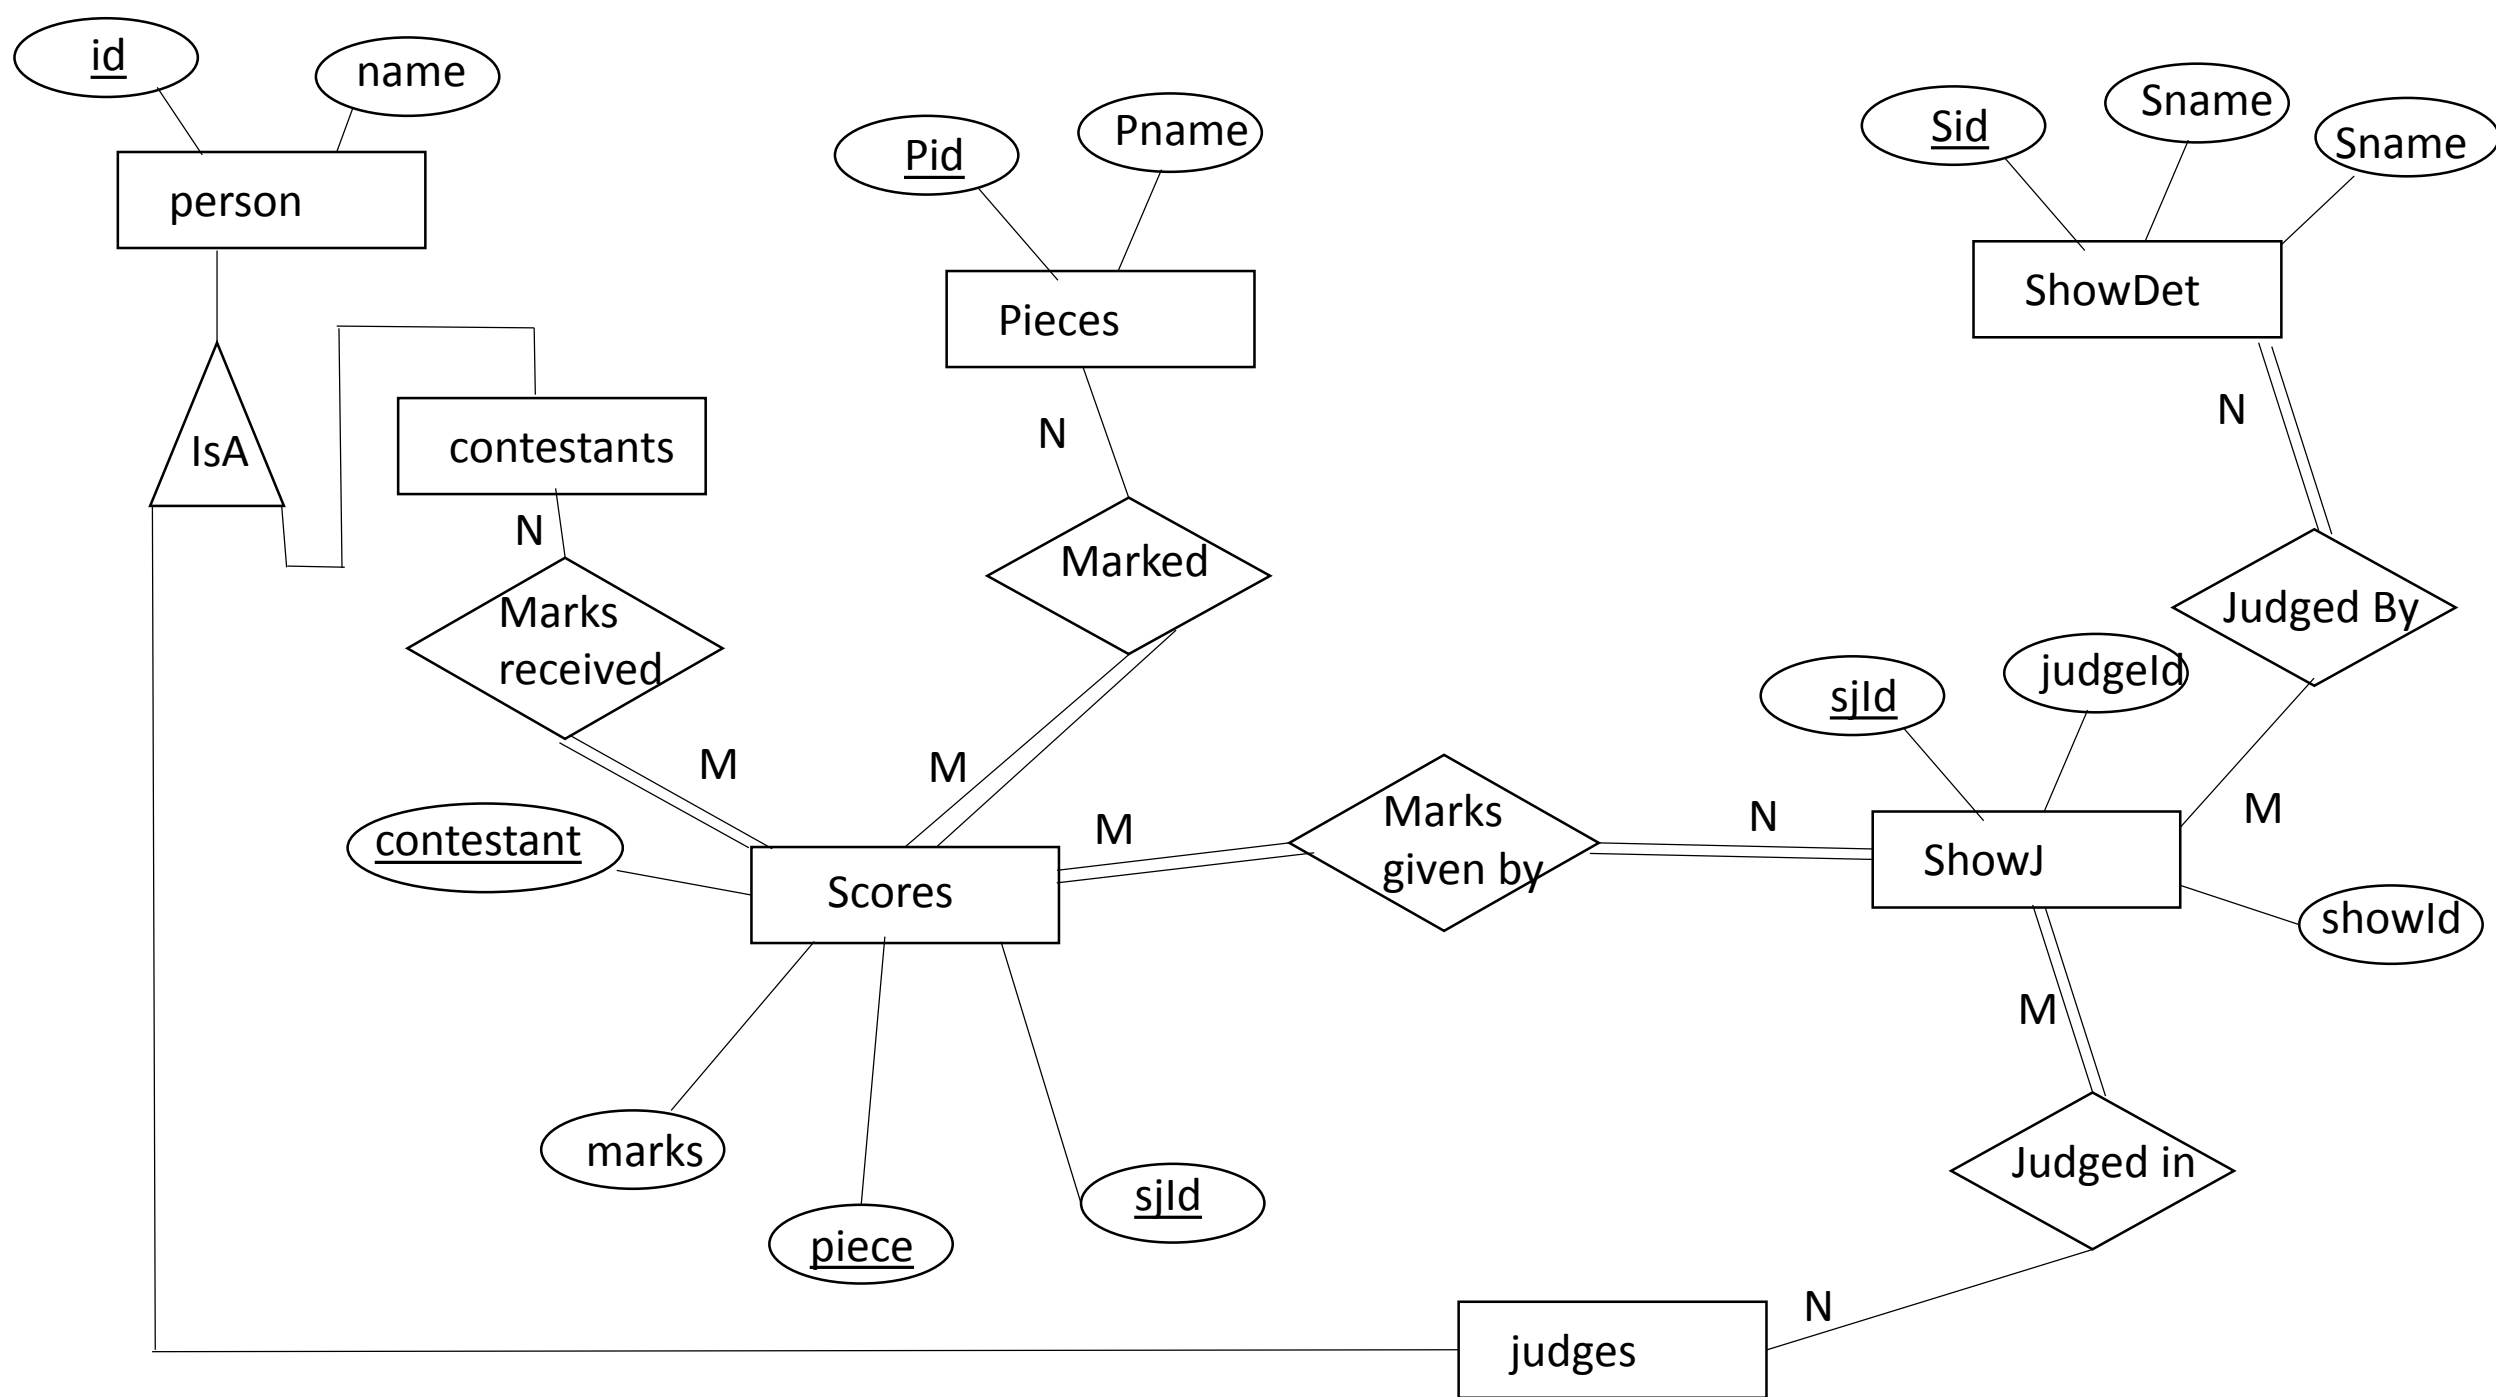 id
name
person
Pid
Pname
Sid
Sname
Sname
Pieces
ShowDet
IsA
contestants
N
N
N
Marks
received
Marked
Judged By
sjId
judgeId
M
M
M
Marks
given by
N
M
contestant
Scores
ShowJ
showId
M
marks
piece
sjId
Judged in
N
judges